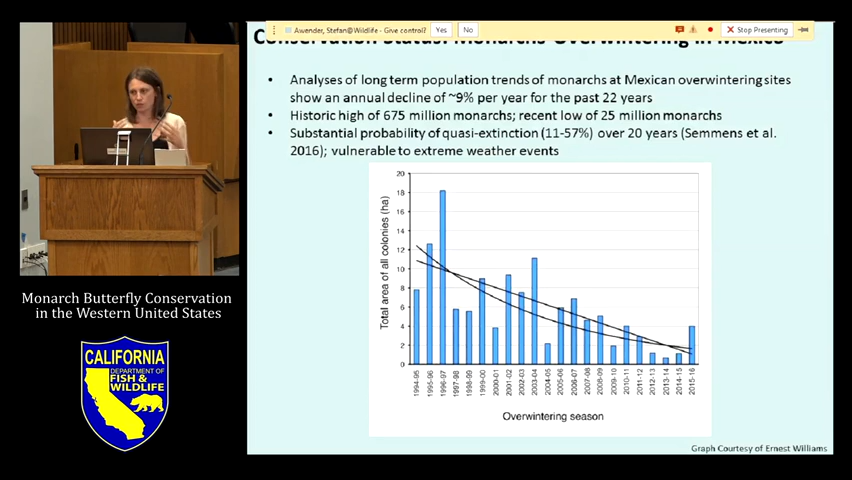 Awender, Stefan@Wildlife - Give control?
Yes
No
Stop Presenting
Conservation Status: Monarchs Overwintering in Mexico
• Analyses of long term population trends of monarchs at Mexican overwintering sites
show an annual decline of ~9% per year for the past 22 years
• Historic high of 675 million monarchs; recent low of 25 million monarchs
• Substantial probability of quasi-extinction (11-57%) over 20 years (Semmens et al.
2016); vulnerable to extreme weather events
Total area of all colonies (ha)
20
18
16
14
12
10
8
6
4
2
0
1994-95
1995-96
1996-97
1997-98
1998-99
1999-00
2000-01
2001-02
2002-03
2003-04
2004-05
2005-06
2006-07
2007-08
2008-09
2009-10
2010-11
2011-12
2012-13
2013-14
2014-15
2015-16
Overwintering season
Graph Courtesy of Ernest Williams
Monarch Butterfly Conservation
in the Western United States
CALIFORNIA
DEPARTMENT OF
FISH &
WILDLIFE